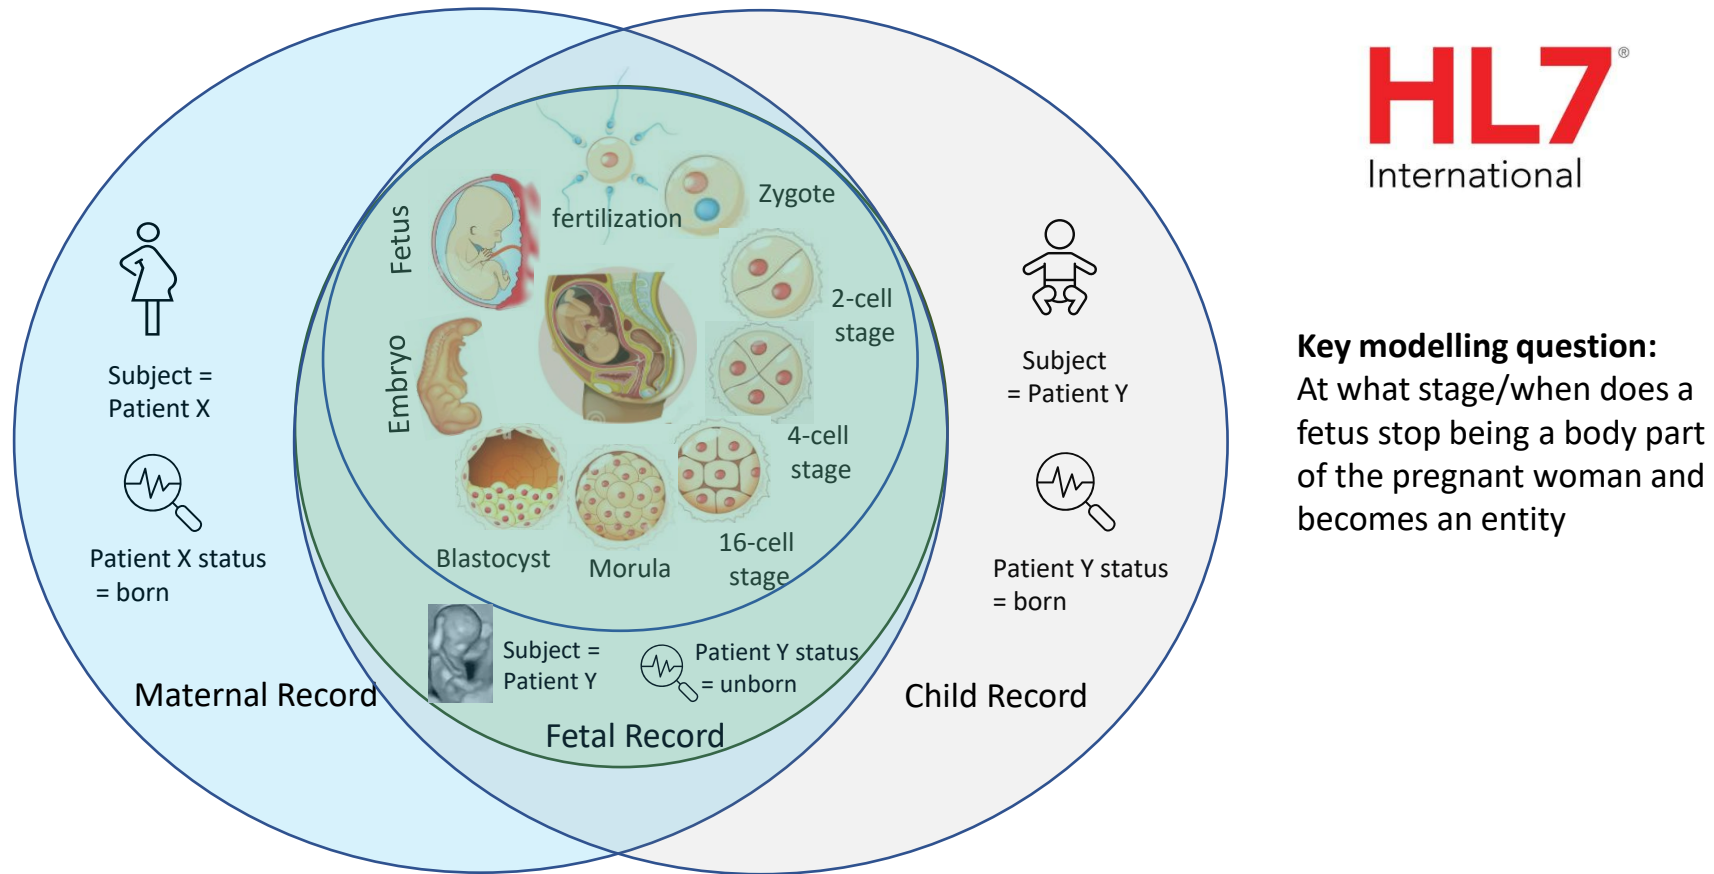 HL7®
International
fertilization
Zygote
2-cell
stage
4-cell
stage
16-cell
stage
Morula
Blastocyst
Embryo
Fetus
Subject =
Patient X
Patient X status
= born
Maternal Record
Subject =
Patient Y
Patient Y status
= unborn
Fetal Record
Subject
= Patient Y
Patient Y status
= born
Child Record
Key modelling question:
At what stage/when does a
fetus stop being a body part
of the pregnant woman and
becomes an entity